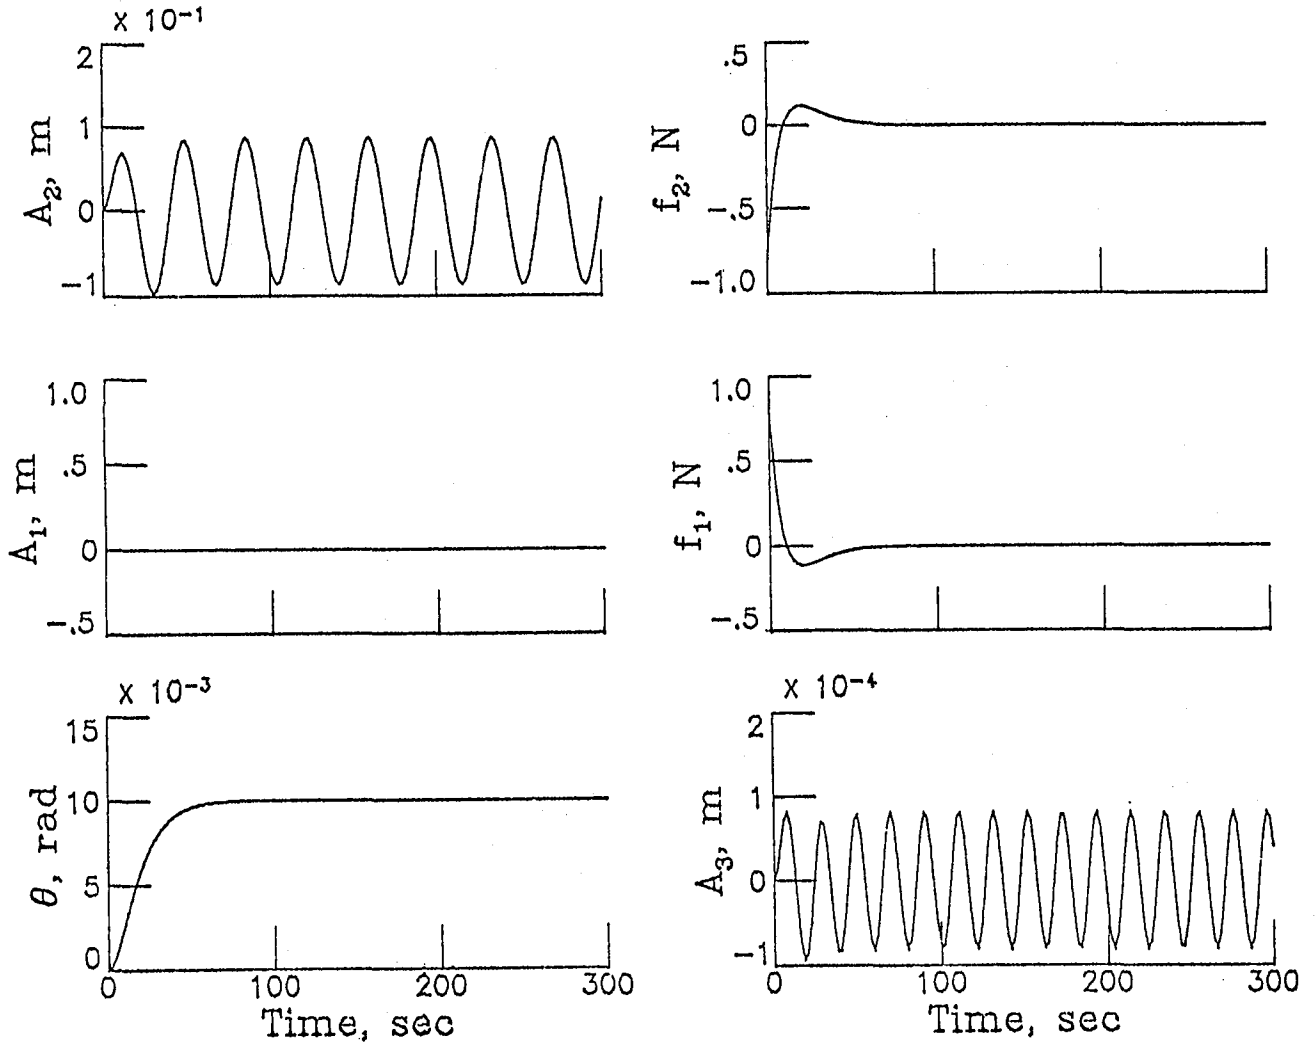 x 10⁻¹
2
1
0
-1
A₂, m
.5
0
-.5
-1.0
f₂, N
1.0
.5
0
-.5
A₁, m
1.0
.5
0
-.5
f₁, N
x 10⁻³
15
10
5
0
θ, rad
0 100 200 300
Time, sec
x 10⁻⁴
2
1
0
-1
A₃, m
0 100 200 300
Time, sec